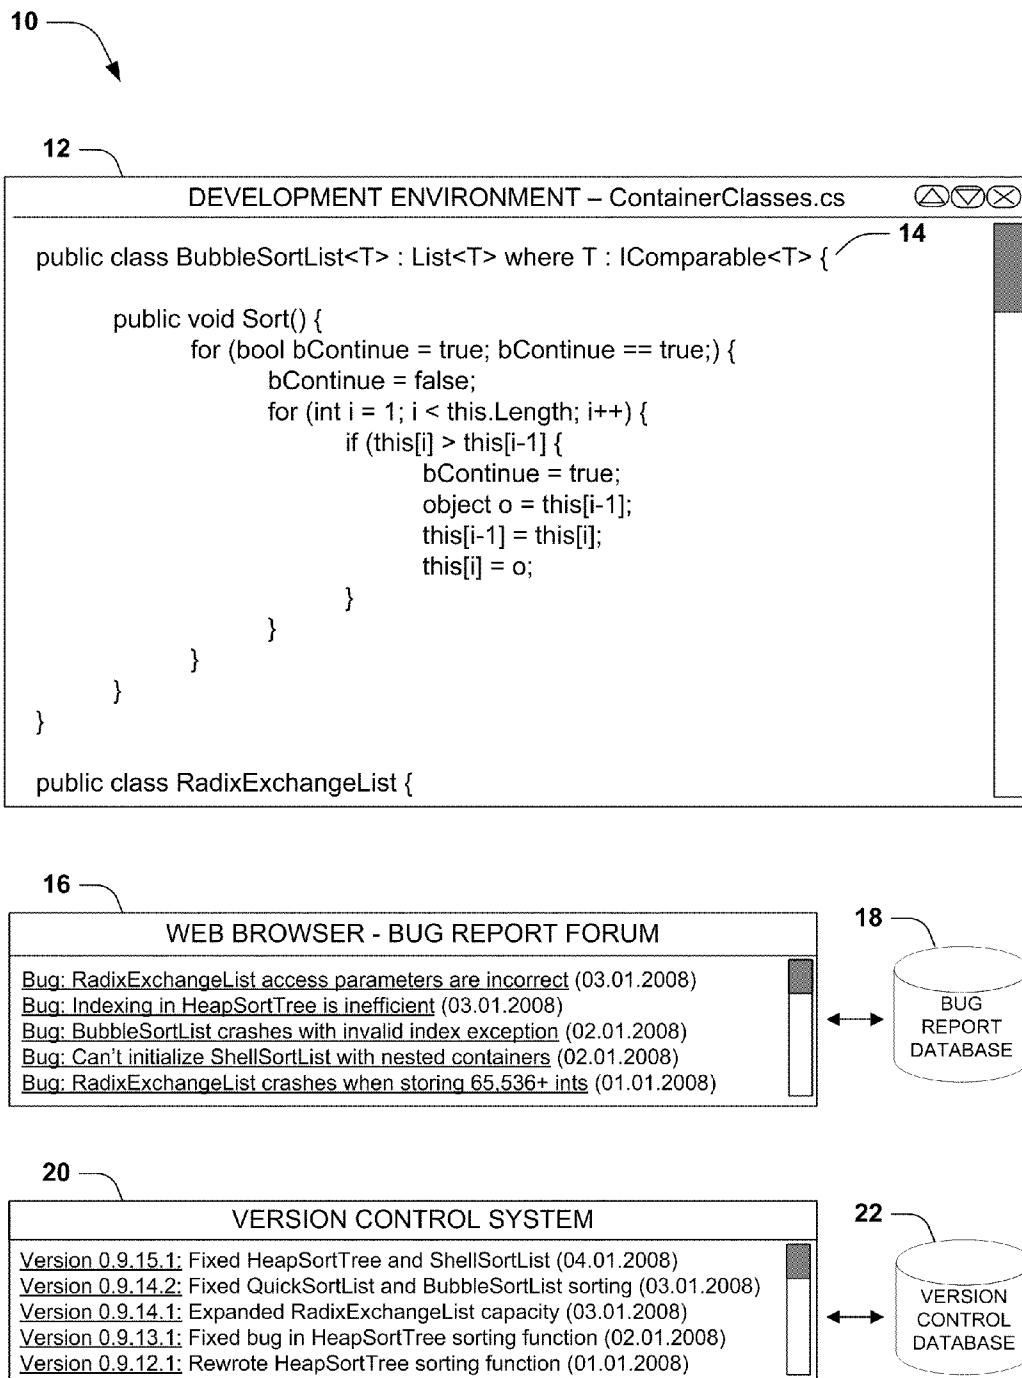 10
12
DEVELOPMENT ENVIRONMENT – ContainerClasses.cs
14
public class BubbleSortList<T> : List<T> where T : IComparable<T> {
public void Sort() {
for (bool bContinue = true; bContinue == true;) {
bContinue = false;
for (int i = 1; i < this.Length; i++) {
if (this[i] > this[i-1] {
bContinue = true;
object o = this[i-1];
this[i-1] = this[i];
this[i] = o;
}
}
}
}
}
public class RadixExchangeList {
16
WEB BROWSER - BUG REPORT FORUM
Bug: RadixExchangeList access parameters are incorrect (03.01.2008)
Bug: Indexing in HeapSortTree is inefficient (03.01.2008)
Bug: BubbleSortList crashes with invalid index exception (02.01.2008)
Bug: Can't initialize ShellSortList with nested containers (02.01.2008)
Bug: RadixExchangeList crashes when storing 65,536+ ints (01.01.2008)
18
BUG
REPORT
DATABASE
20
VERSION CONTROL SYSTEM
Version 0.9.15.1: Fixed HeapSortTree and ShellSortList (04.01.2008)
Version 0.9.14.2: Fixed QuickSortList and BubbleSortList sorting (03.01.2008)
Version 0.9.14.1: Expanded RadixExchangeList capacity (03.01.2008)
Version 0.9.13.1: Fixed bug in HeapSortTree sorting function (02.01.2008)
Version 0.9.12.1: Rewrote HeapSortTree sorting function (01.01.2008)
22
VERSION
CONTROL
DATABASE